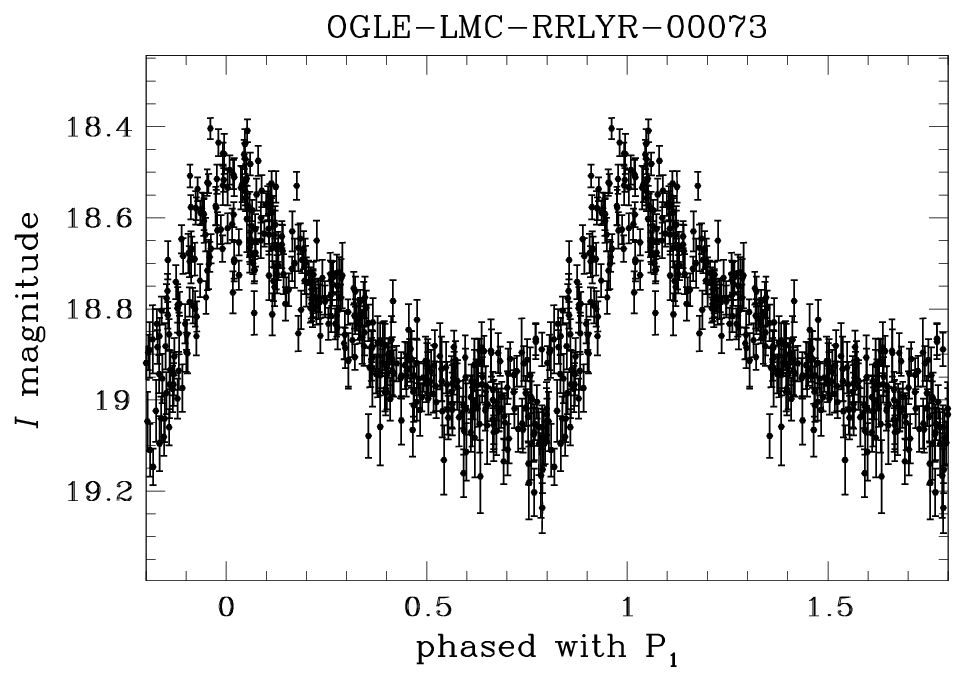 OGLE-LMC-RRLYR-00073
18.4
18.6
18.8
19
19.2
I magnitude
0 0.5 1 1.5
phased with P₁